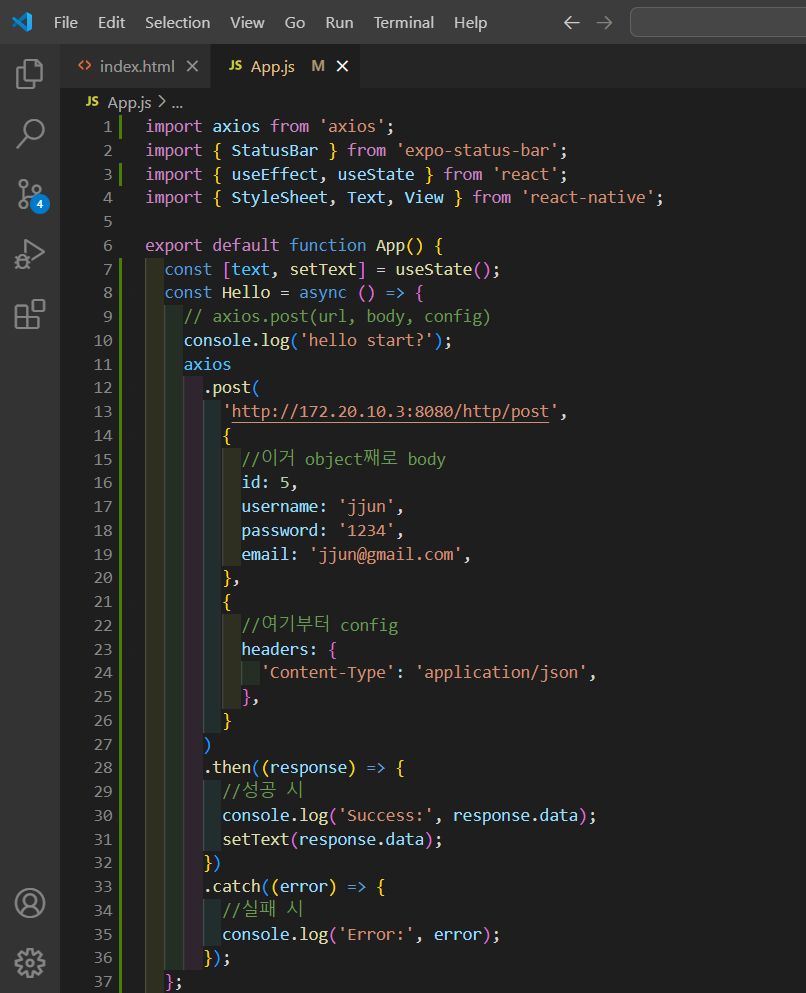 File Edit Selection View Go Run Terminal Help
index.html
JS App.js M
JS App.js > ...
4
1 import axios from 'axios';
2 import { StatusBar } from 'expo-status-bar';
3 import { useEffect, useState } from 'react';
4 import { StyleSheet, Text, View } from 'react-native';
5
6 export default function App() {
7 const [text, setText] = useState();
8 const Hello = async () => {
9 // axios.post(url, body, config)
10 console.log('hello start?');
11 axios
12 .post(
13 'http://172.20.10.3:8080/http/post',
14 {
15 //이거 object째로 body
16 id: 5,
17 username: 'jjun',
18 password: '1234',
19 email: 'jjun@gmail.com',
20 },
21 {
22 //여기부터 config
23 headers: {
24 'Content-Type': 'application/json',
25 },
26 }
27 )
28 .then((response) => {
29 //성공 시
30 console.log('Success:', response.data);
31 setText(response.data);
32 })
33 .catch((error) => {
34 //실패 시
35 console.log('Error:', error);
36 });
37 };